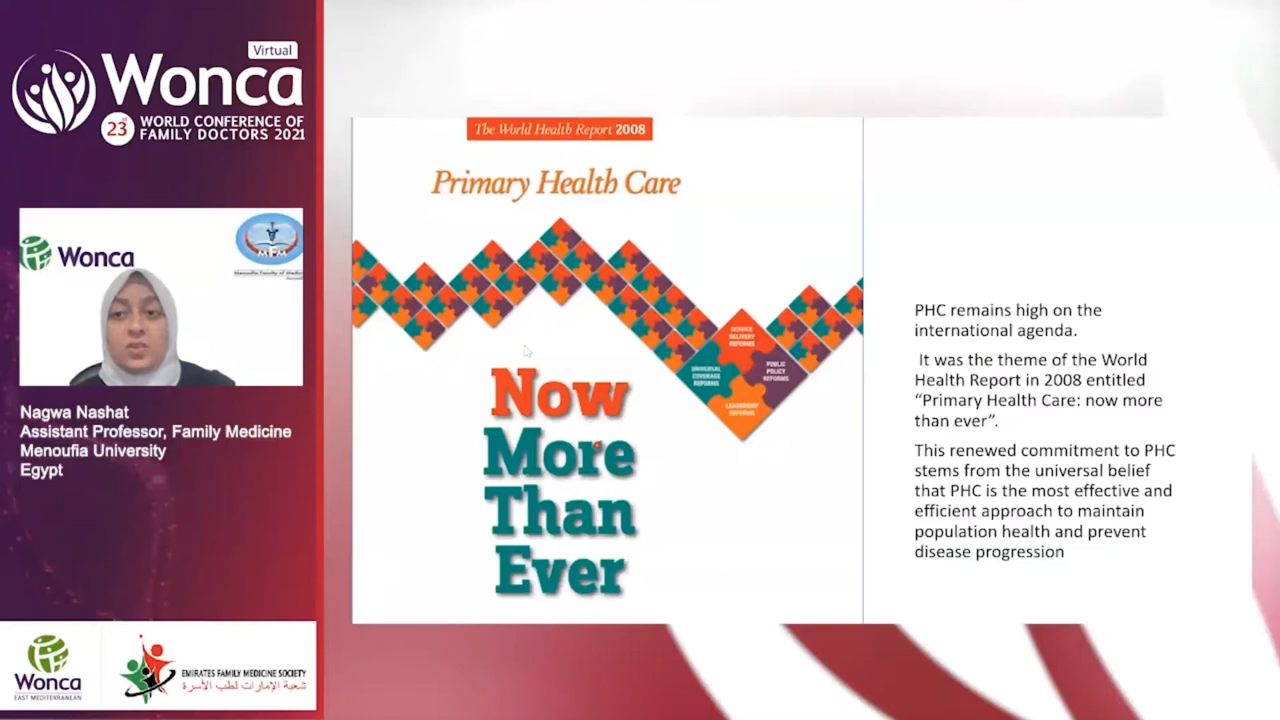 Virtual
Wonca
23rd WORLD CONFERENCE OF
FAMILY DOCTORS 2021
Wonca
MFM
Nagwa Nashat
Assistant Professor, Family Medicine
Menoufia University
Egypt
Wonca
EAST MEDITERRANEAN
EMIRATES FAMILY MEDICINE SOCIETY
شعبة الإمارات لطب الأسرة
The World Health Report 2008
Primary Health Care
SERVICE
DELIVERY
REFORMS
UNIVERSAL
COVERAGE
REFORMS
PUBLIC
POLICY
REFORMS
LEADERSHIP
REFORMS
Now
More
Than
Ever
PHC remains high on the
international agenda.
It was the theme of the World
Health Report in 2008 entitled
“Primary Health Care: now more
than ever”.
This renewed commitment to PHC
stems from the universal belief
that PHC is the most effective and
efficient approach to maintain
population health and prevent
disease progression